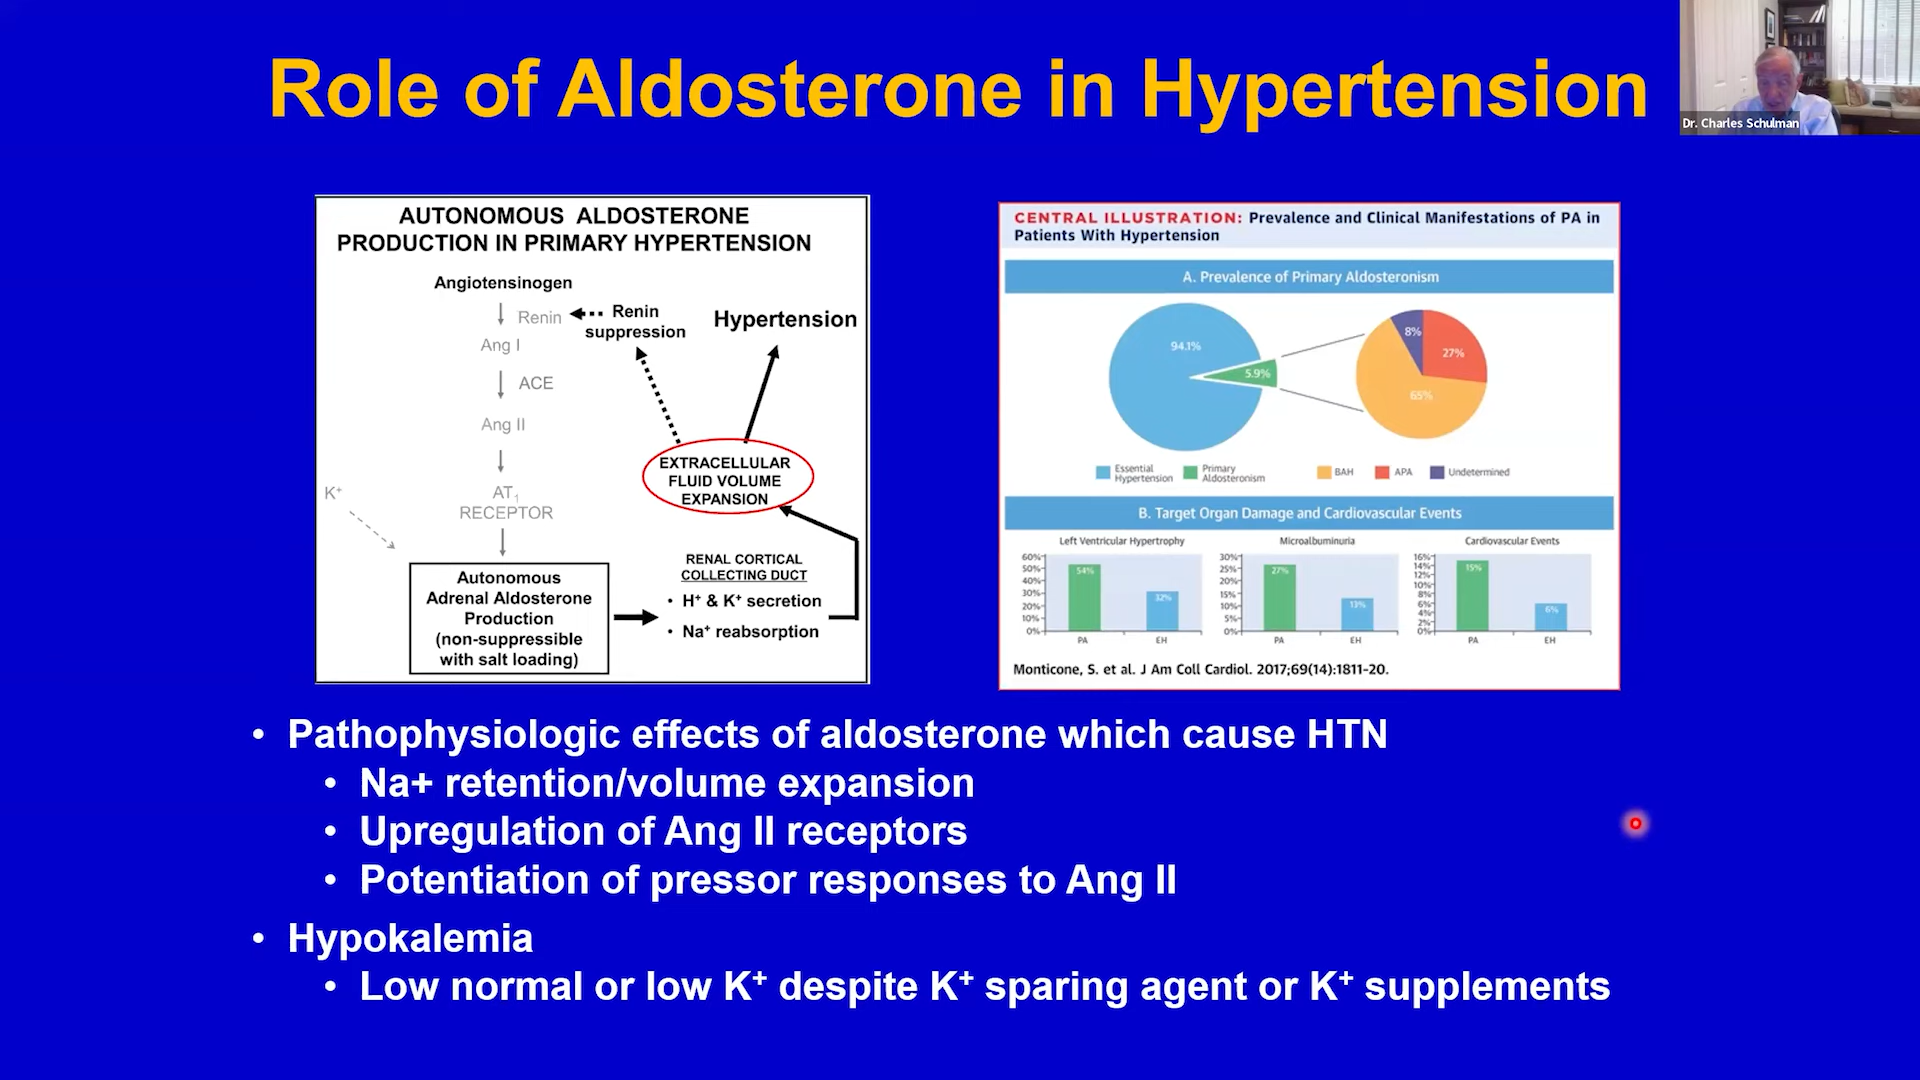 Role of Aldosterone in Hypertension
Dr. Charles Schulman
AUTONOMOUS ALDOSTERONE
PRODUCTION IN PRIMARY HYPERTENSION
Angiotensinogen
Renin
Renin
suppression
Hypertension
Ang I
ACE
Ang II
K⁺
AT₁
RECEPTOR
EXTRACELLULAR
FLUID VOLUME
EXPANSION
Autonomous
Adrenal Aldosterone
Production
(non-suppressible
with salt loading)
RENAL CORTICAL
COLLECTING DUCT
• H⁺ & K⁺ secretion
• Na⁺ reabsorption
CENTRAL ILLUSTRATION: Prevalence and Clinical Manifestations of PA in
Patients With Hypertension
A. Prevalence of Primary Aldosteronism
94.1%
5.9%
8%
27%
65%
Essential
Hypertension
Primary
Aldosteronism
BAH
APA
Undetermined
B. Target Organ Damage and Cardiovascular Events
Left Ventricular Hypertrophy
60%
50%
40%
30%
20%
10%
0%
54%
32%
PA
EH
Microalbuminuria
30%
25%
20%
15%
10%
5%
0%
27%
13%
PA
EH
Cardiovascular Events
16%
14%
12%
10%
8%
6%
4%
2%
0%
15%
6%
PA
EH
Monticone, S. et al. J Am Coll Cardiol. 2017;69(14):1811-20.
• Pathophysiologic effects of aldosterone which cause HTN
• Na+ retention/volume expansion
• Upregulation of Ang II receptors
• Potentiation of pressor responses to Ang II
• Hypokalemia
• Low normal or low K⁺ despite K⁺ sparing agent or K⁺ supplements